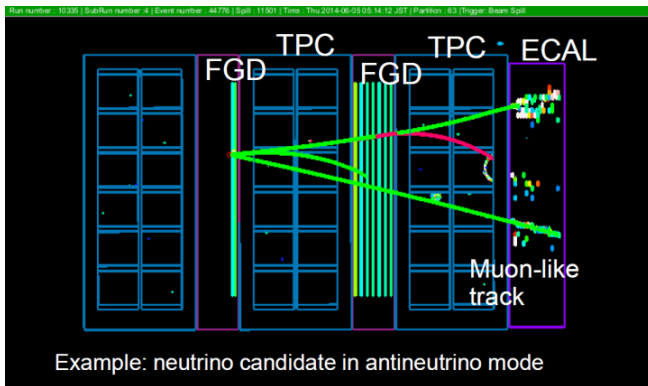 Run number : 10335 | SubRun number :4 | Event number : 44776 | Spill : 11501 | Time : Thu 2014-06-05 05:14:12 JST | Partition : 63 |Trigger: Beam Spill
TPC TPC ECAL
FGD FGD
Muon-like
track
Example: neutrino candidate in antineutrino mode